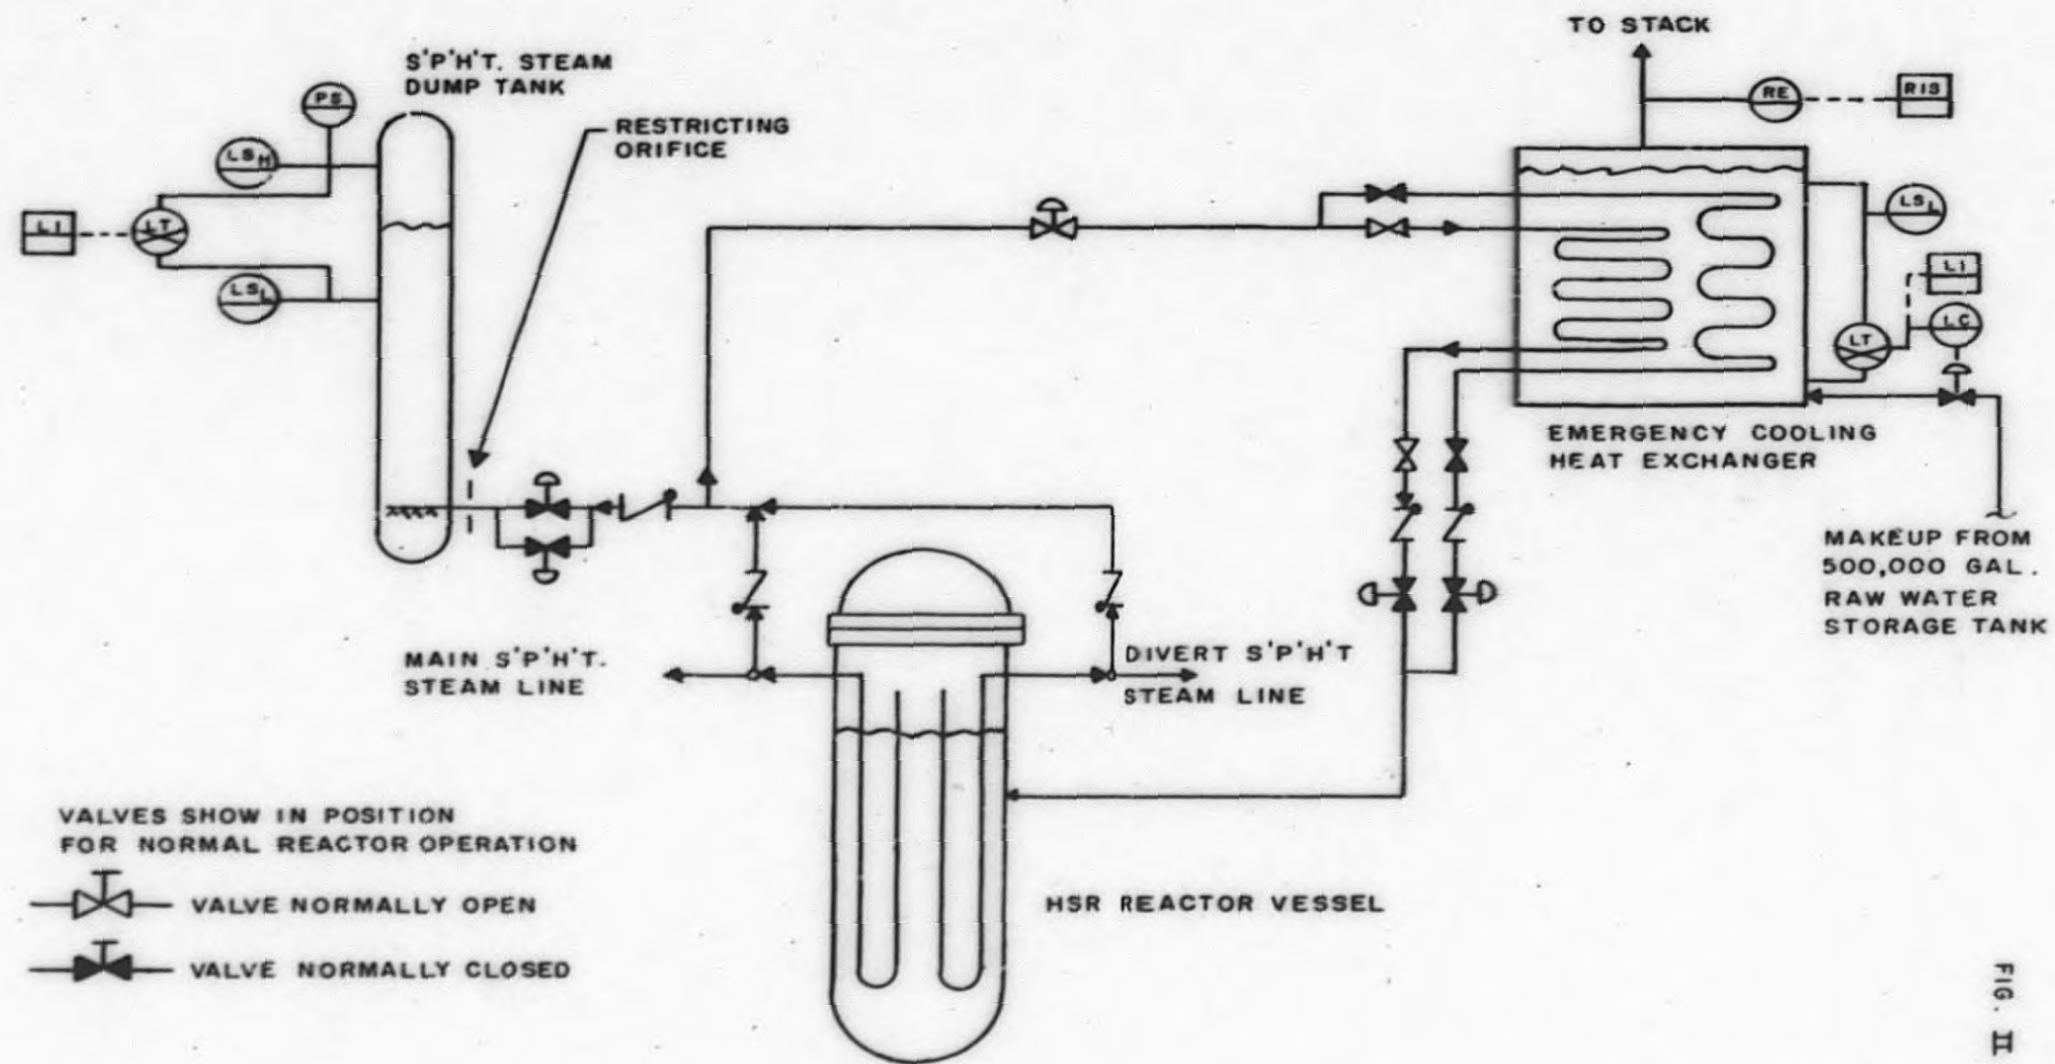 TO STACK
S'P'H'T. STEAM
DUMP TANK
PS
RE
RIS
RESTRICTING
ORIFICE
LSH
LI
LT
LSL
LSL
LI
LC
LT
EMERGENCY COOLING
HEAT EXCHANGER
MAKEUP FROM
500,000 GAL.
RAW WATER
STORAGE TANK
MAIN S'P'H'T.
STEAM LINE
DIVERT S'P'H'T
STEAM LINE
VALVES SHOW IN POSITION
FOR NORMAL REACTOR OPERATION
VALVE NORMALLY OPEN
VALVE NORMALLY CLOSED
HSR REACTOR VESSEL
FIG. II